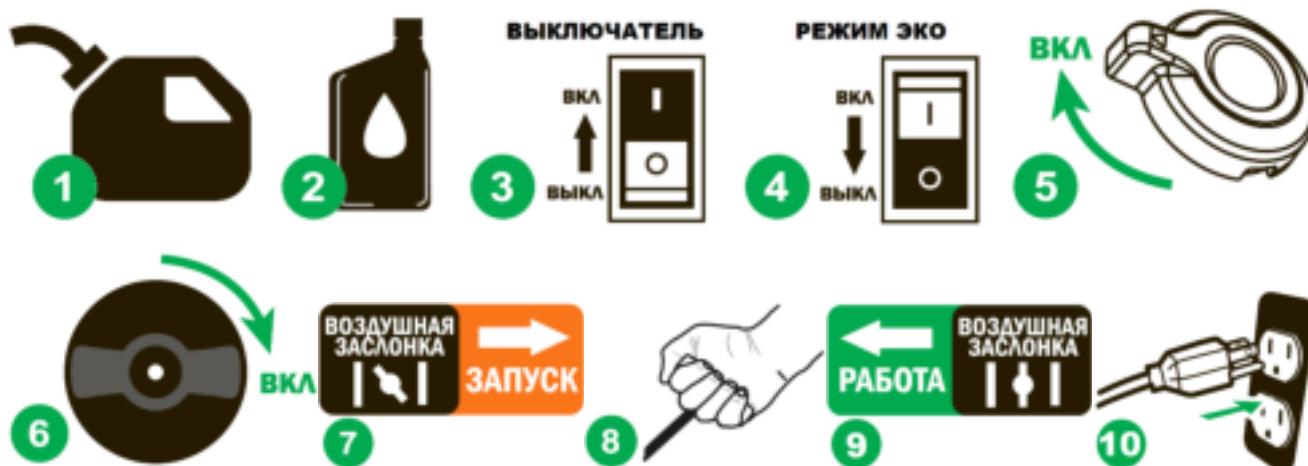 ВЫКЛЮЧАТЕЛЬ
РЕЖИМ ЭКО
ВКЛ
ВКЛ
ВКЛ
I
I
O
O
ВЫКЛ
ВЫКЛ
1
2
3
4
5
ВКЛ
ВОЗДУШНАЯ
ЗАСЛОНКА
ЗАПУСК
ВОЗДУШНАЯ
ЗАСЛОНКА
РАБОТА
6
7
8
9
10